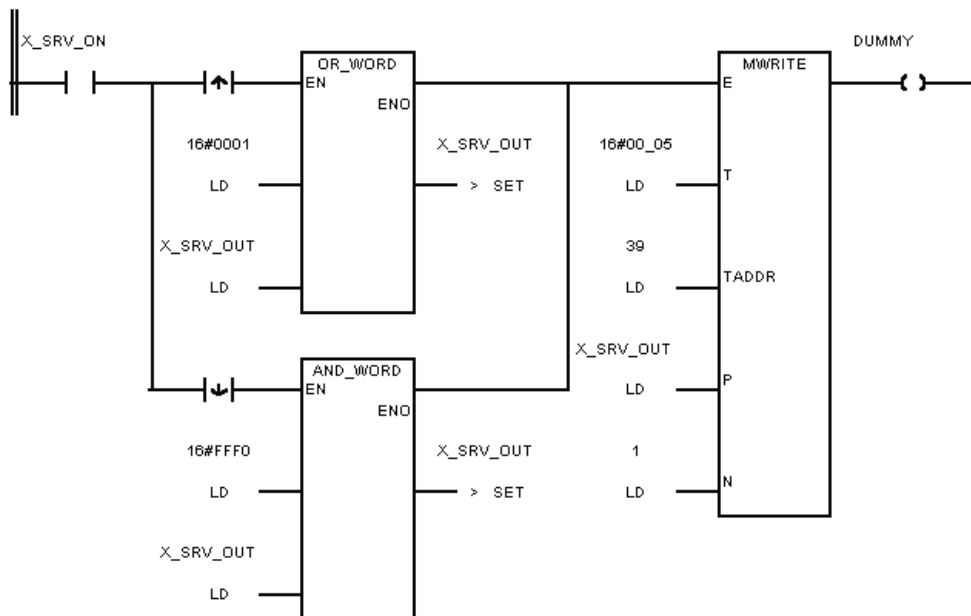 X_SRV_ON
DUMMY
OR_WORD
MWRITE
EN
E
ENO
16#0001
X_SRV_OUT
16#00_05
LD
> SET
LD
T
X_SRV_OUT
39
LD
LD
TADDR
X_SRV_OUT
AND_WORD
LD
P
EN
ENO
16#FFF0
X_SRV_OUT
1
LD
> SET
LD
N
X_SRV_OUT
LD